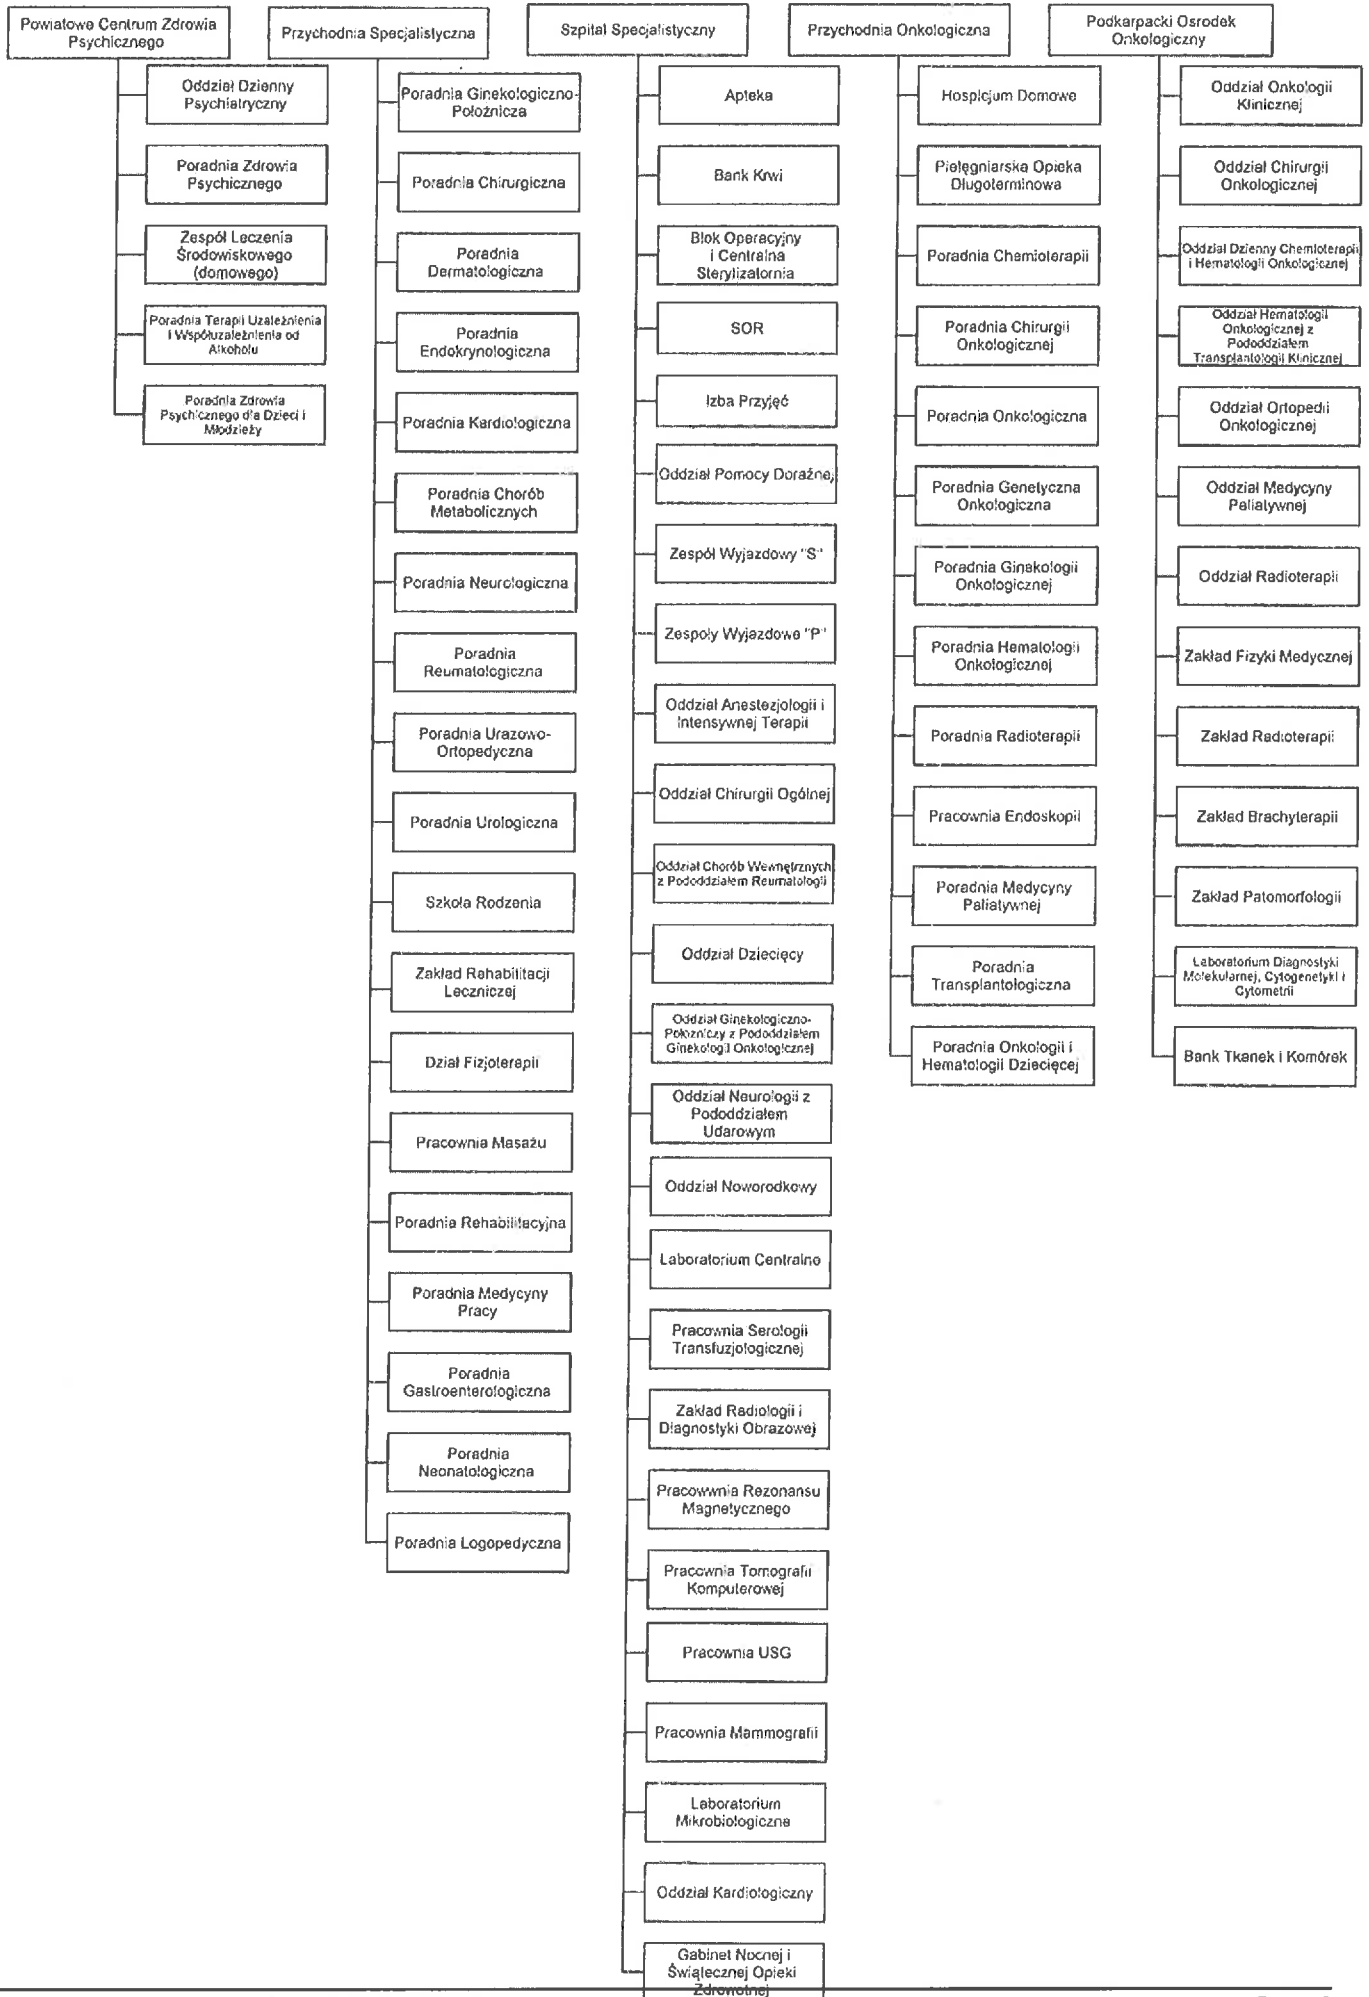 Powiatowe Centrum Zdrowia
Psychicznego
Oddział Dzienny
Psychiatryczny
Poradnia Zdrowia
Psychicznego
Zespół Leczenia
Środowiskowego
(domowego)
Poradnia Terapii Uzależnienia
i Współuzależnienia od
Alkoholu
Poradnia Zdrowia
Psychicznego dla Dzieci i
Młodzieży
Przychodnia Specjalistyczna
Poradnia Ginekologiczno-
Położnicza
Poradnia Chirurgiczna
Poradnia
Dermatologiczna
Poradnia
Endokrynologiczna
Poradnia Kardiologiczna
Poradnia Chorób
Metabolicznych
Poradnia Neurologiczna
Poradnia
Reumatologiczna
Poradnia Urazowo-
Ortopedyczna
Poradnia Urologiczna
Szkoła Rodzenia
Zakład Rehabilitacji
Leczniczej
Dział Fizjoterapii
Pracownia Masażu
Poradnia Rehabilitacyjna
Poradnia Medycyny
Pracy
Poradnia
Gastroenterologiczna
Poradnia
Neonatologiczna
Poradnia Logopedyczna
Szpital Specjalistyczny
Apteka
Bank Krwi
Blok Operacyjny
i Centralna
Sterylizatornia
SOR
Izba Przyjęć
Oddział Pomocy Doraźnej
Zespół Wyjazdowy "S"
Zespoły Wyjazdowe "P"
Oddział Anestezjologii i
Intensywnej Terapii
Oddział Chirurgii Ogólnej
Oddział Chorób Wewnętrznych
z Pododdziałem Reumatologii
Oddział Dziecięcy
Oddział Ginekologiczno-
Położniczy z Pododdziałem
Ginekologii Onkologicznej
Oddział Neurologii z
Pododdziałem
Udarowym
Oddział Noworodkowy
Laboratorium Centralne
Pracownia Serologii
Transfuzjologicznej
Zakład Radiologii i
Diagnostyki Obrazowej
Pracowwnia Rezonansu
Magnetycznego
Pracownia Tomografii
Komputerowej
Pracownia USG
Pracownia Mammografii
Laboratorium
Mikrobiologiczne
Oddział Kardiologiczny
Gabinet Nocnej i
Świątecznej Opieki
Zdrowotnej
Przychodnia Onkologiczna
Hospicjum Domowe
Pielęgniarska Opieka
Długoterminowa
Poradnia Chemioterapii
Poradnia Chirurgii
Onkologicznej
Poradnia Onkologiczna
Poradnia Genetyczna
Onkologiczna
Poradnia Ginekologii
Onkologicznej
Poradnia Hematologii
Onkologicznej
Poradnia Radioterapii
Pracownia Endoskopii
Poradnia Medycyny
Paliatywnej
Poradnia
Transplantologiczna
Poradnia Onkologii i
Hematologii Dziecięcej
Podkarpacki Osrodek
Onkologiczny
Oddział Onkologii
Klinicznej
Oddział Chirurgii
Onkologicznej
Oddział Dzienny Chemioterapii
i Hematologii Onkologicznej
Oddział Hematologii
Onkologicznej z
Pododdziałem
Transplantologii Klinicznej
Oddział Ortopedii
Onkologicznej
Oddział Medycyny
Paliatywnej
Oddział Radioterapii
Zakład Fizyki Medycznej
Zakład Radioterapii
Zakład Brachyterapii
Zakład Patomorfologii
Laboratorium Diagnostyki
Molekularnej, Cytogenetyki i
Cytometrii
Bank Tkanek i Komórek